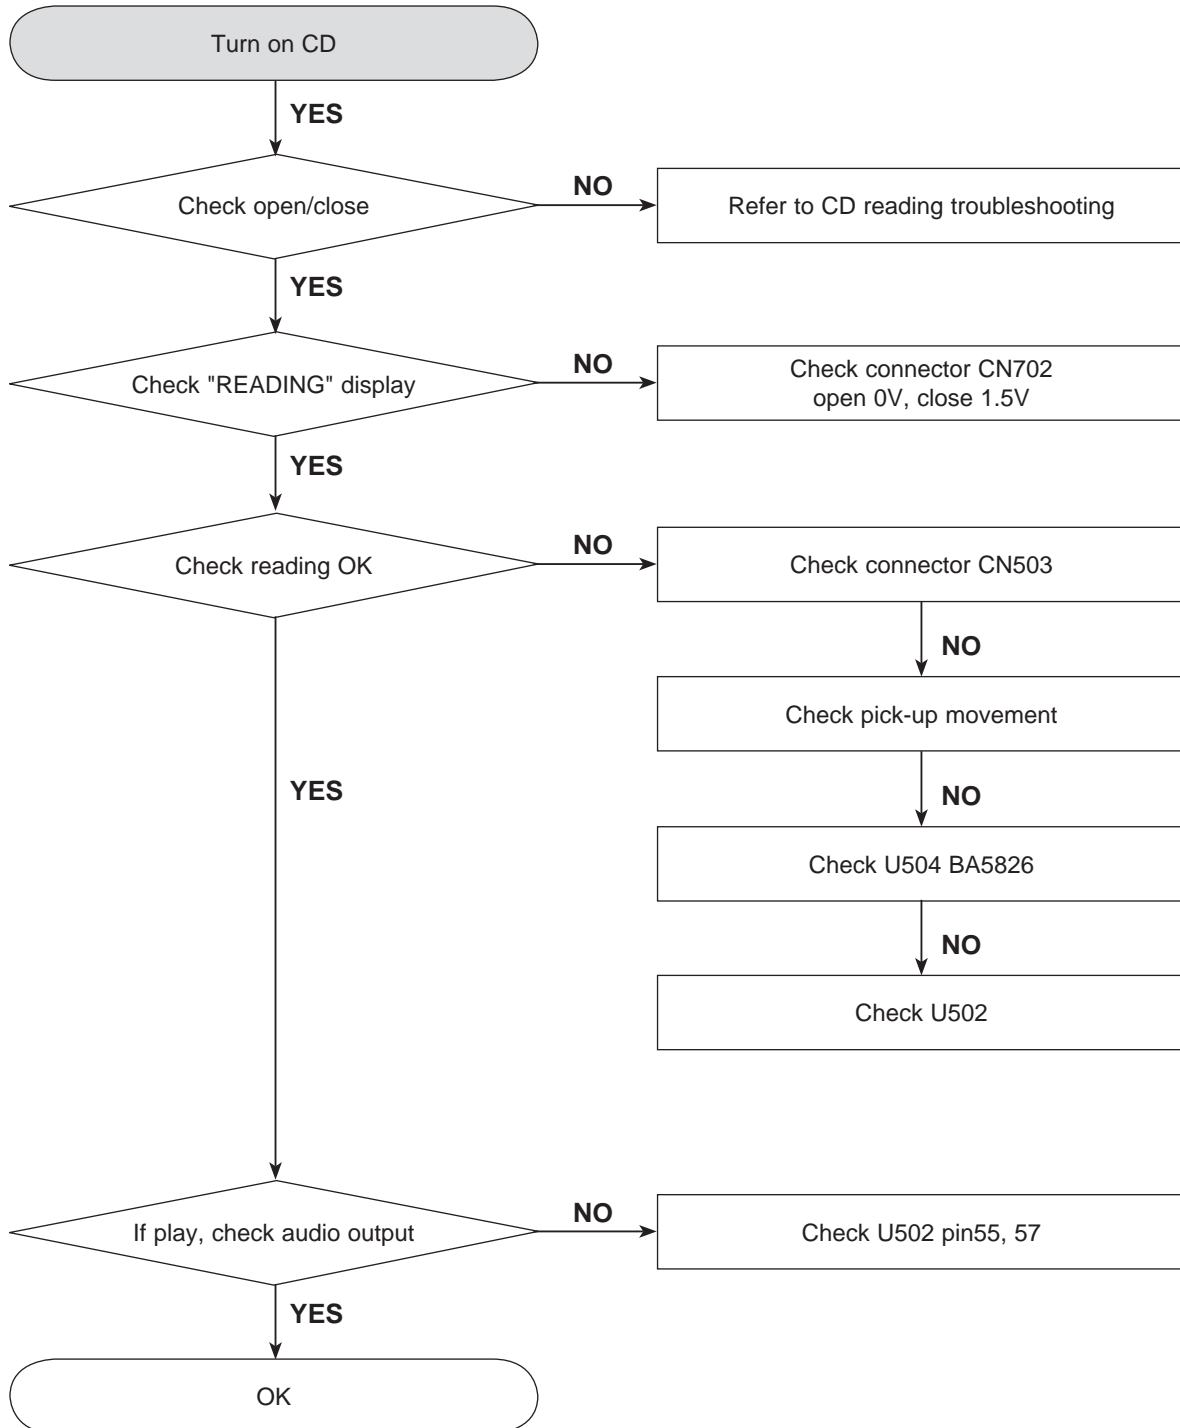 Turn on CD
YES
Check open/close
NO
Refer to CD reading troubleshooting
YES
Check "READING" display
NO
Check connector CN702
open 0V, close 1.5V
YES
Check reading OK
NO
Check connector CN503
NO
Check pick-up movement
NO
Check U504 BA5826
NO
Check U502
YES
If play, check audio output
NO
Check U502 pin55, 57
YES
OK